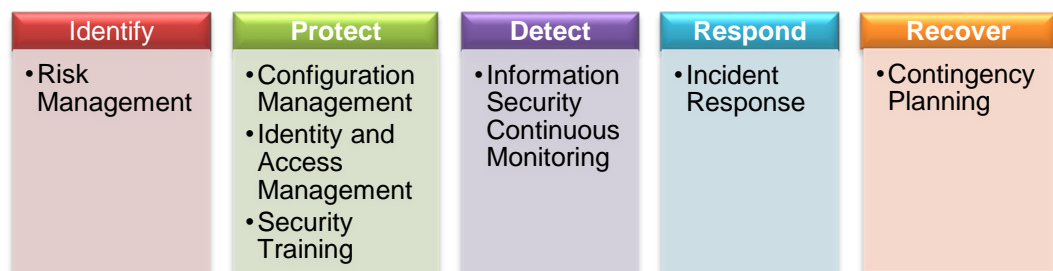 Identify
•Risk
Management
Protect
•Configuration
Management
•Identity and
Access
Management
•Security
Training
Detect
•Information
Security
Continuous
Monitoring
Respond
•Incident
Response
Recover
•Contingency
Planning